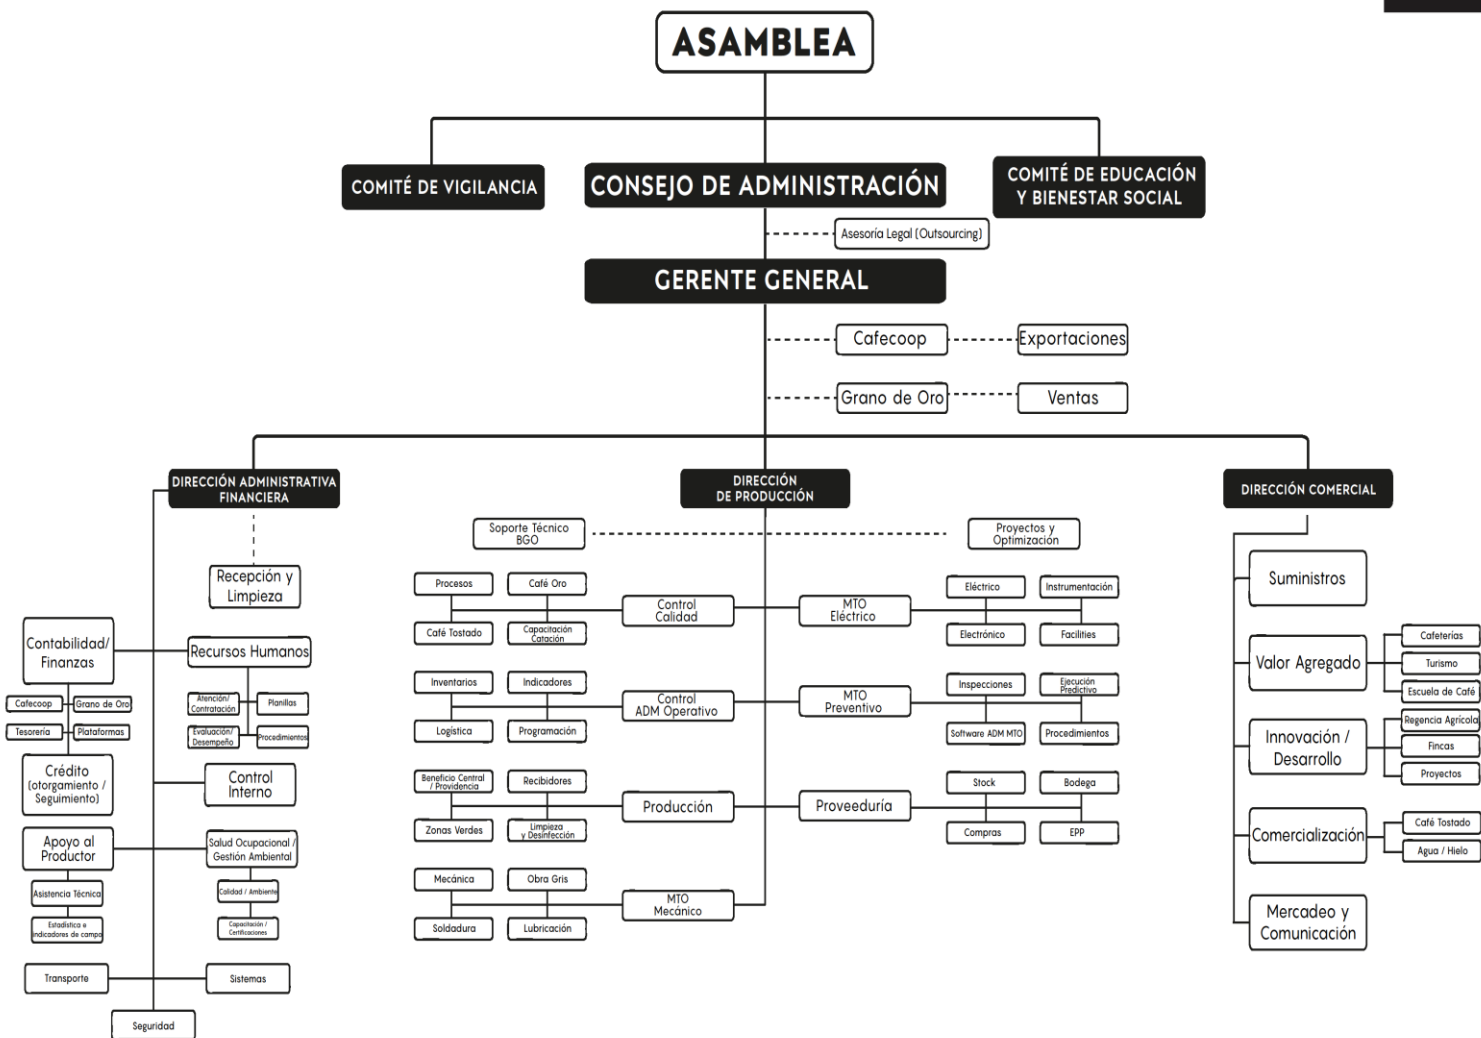 ASAMBLEA
COMITÉ DE VIGILANCIA
CONSEJO DE ADMINISTRACIÓN
COMITÉ DE EDUCACIÓN
Y BIENESTAR SOCIAL
Asesoría Legal (Outsourcing)
GERENTE GENERAL
Cafecoop
Exportaciones
Grano de Oro
Ventas
DIRECCIÓN ADMINISTRATIVA
FINANCIERA
Recepción y
Limpieza
Contabilidad/
Finanzas
Recursos Humanos
Cafecoop
Grano de Oro
Tesorería
Plataformas
Atención/
Contratación
Planillas
Evaluación/
Desempeño
Procedimientos
Crédito
(otorgamiento /
Seguimiento)
Control
Interno
Apoyo al
Productor
Salud Ocupacional /
Gestión Ambiental
Asistencia Técnica
Calidad / Ambiente
Estadística e
indicadores de campo
Capacitación /
Certificaciones
Transporte
Sistemas
Seguridad
DIRECCIÓN
DE PRODUCCIÓN
Soporte Técnico
BGO
Proyectos y
Optimización
Procesos
Café Oro
Café Tostado
Capacitación
Catación
Control
Calidad
MTO
Eléctrico
Eléctrico
Instrumentación
Electrónico
Facilities
Inventarios
Indicadores
Logística
Programación
Control
ADM Operativo
MTO
Preventivo
Inspecciones
Ejecución
Predictivo
Software ADM MTO
Procedimientos
Beneficio Central
/ Providencia
Recibidores
Zonas Verdes
Limpieza
y Desinfección
Producción
Proveeduría
Stock
Bodega
Compras
EPP
Mecánica
Obra Gris
Soldadura
Lubricación
MTO
Mecánico
DIRECCIÓN COMERCIAL
Suministros
Valor Agregado
Cafeterías
Turismo
Escuela de Café
Innovación /
Desarrollo
Regencia Agrícola
Fincas
Proyectos
Comercialización
Café Tostado
Agua / Hielo
Mercadeo y
Comunicación